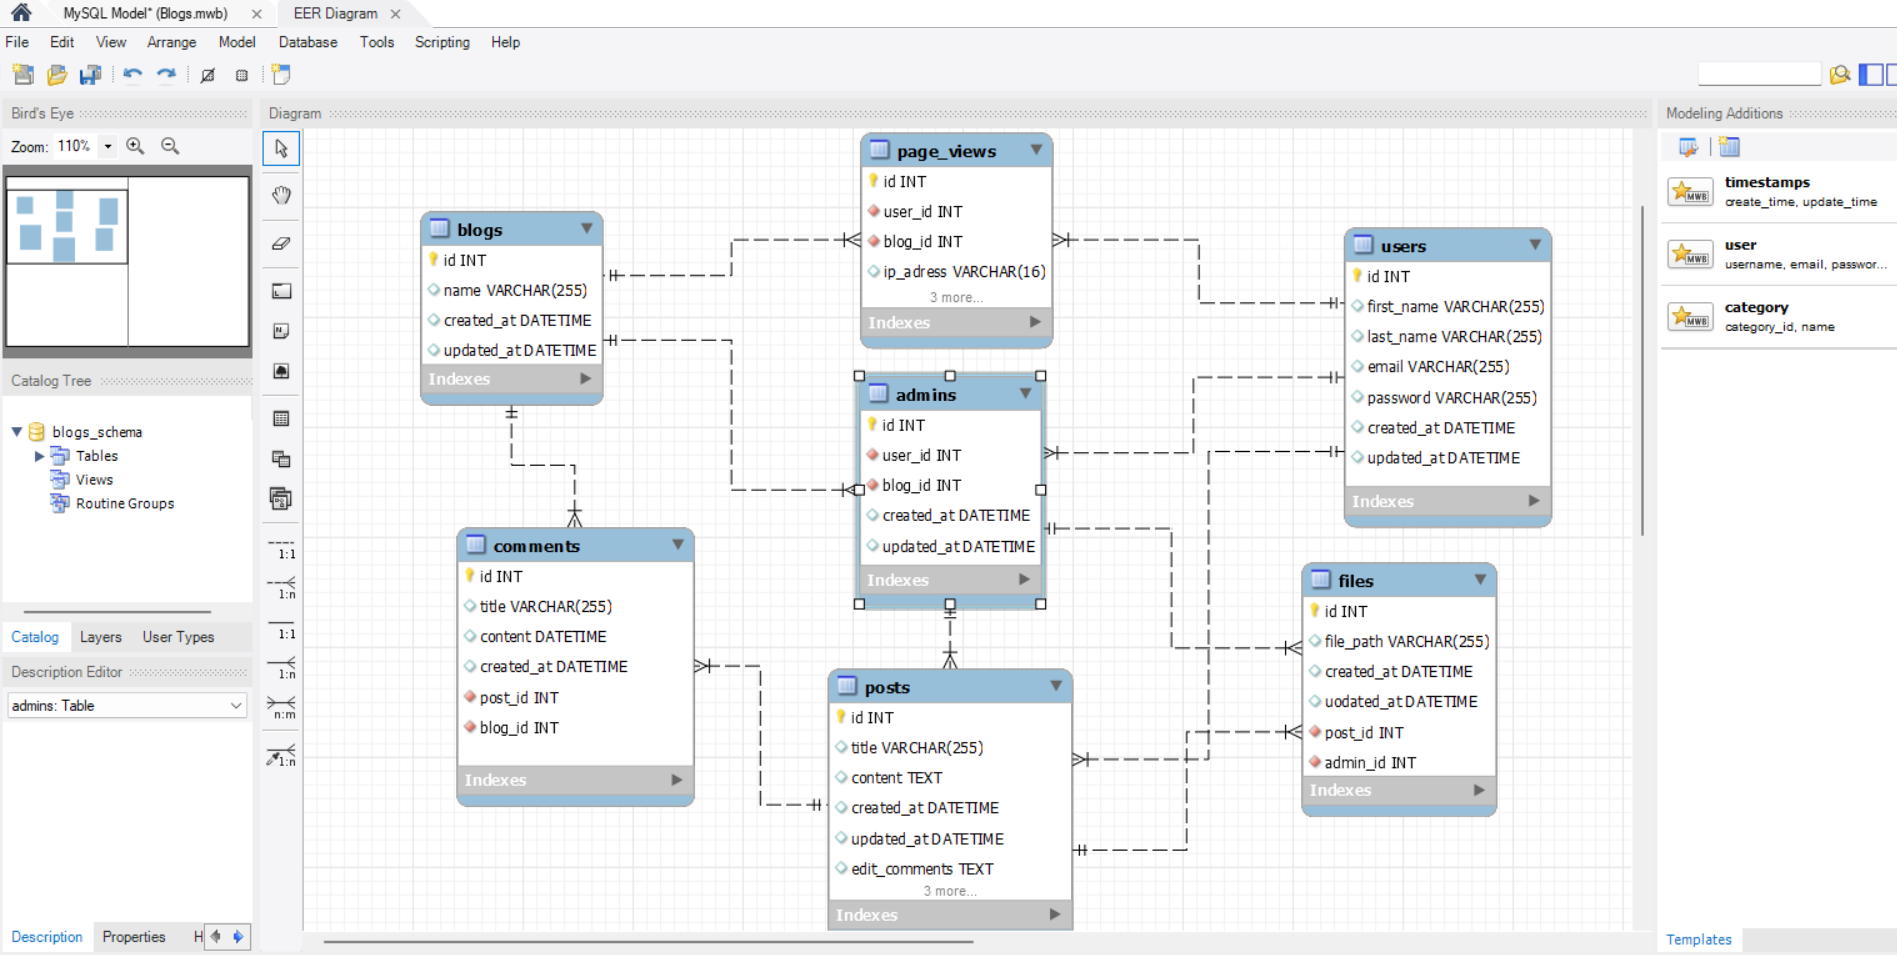 MySQL Model* (Blogs.mwb)
EER Diagram
File Edit View Arrange Model Database Tools Scripting Help
Bird's Eye
Zoom: 110%
Catalog Tree
blogs_schema
Tables
Views
Routine Groups
Catalog Layers User Types
Description Editor
admins: Table
Description Properties H
Diagram
1:1
1:n
1:1
1:n
n:m
1:n
blogs
id INT
name VARCHAR(255)
created_at DATETIME
updated_at DATETIME
Indexes
comments
id INT
title VARCHAR(255)
content DATETIME
created_at DATETIME
post_id INT
blog_id INT
Indexes
page_views
id INT
user_id INT
blog_id INT
ip_adress VARCHAR(16)
3 more...
Indexes
admins
id INT
user_id INT
blog_id INT
created_at DATETIME
updated_at DATETIME
Indexes
posts
id INT
title VARCHAR(255)
content TEXT
created_at DATETIME
updated_at DATETIME
edit_comments TEXT
3 more...
Indexes
users
id INT
first_name VARCHAR(255)
last_name VARCHAR(255)
email VARCHAR(255)
password VARCHAR(255)
created_at DATETIME
updated_at DATETIME
Indexes
files
id INT
file_path VARCHAR(255)
created_at DATETIME
uodated_at DATETIME
post_id INT
admin_id INT
Indexes
Modeling Additions
MWB
timestamps
create_time, update_time
MWB
user
username, email, passwor...
MWB
category
category_id, name
Templates